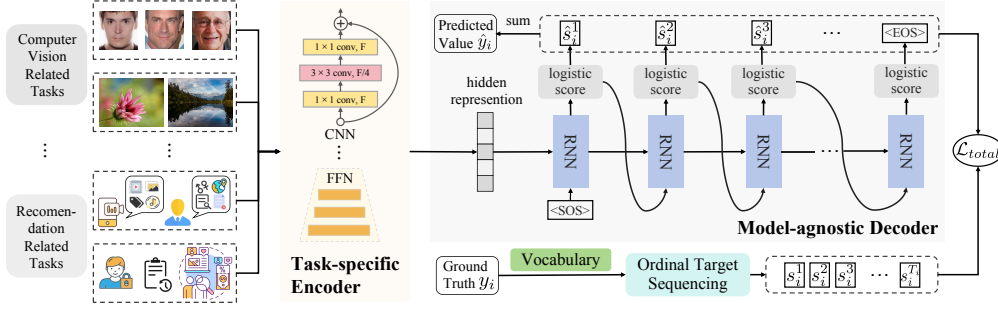 Computer
Vision
Related
Tasks
...
Recomen-
dation
Related
Tasks
...
1 × 1 conv, F
3 × 3 conv, F/4
1 × 1 conv, F
CNN
...
FFN
Task-specific
Encoder
Predicted
Value ŷ_i
sum
ŝ_i^1
ŝ_i^2
ŝ_i^3
...
<EOS>
logistic
score
logistic
score
logistic
score
logistic
score
hidden
represention
RNN
RNN
RNN
...
RNN
<SOS>
Model-agnostic Decoder
ℒ_total
Ground
Truth y_i
Vocabulary
Ordinal Target
Sequencing
s_i^1 s_i^2 s_i^3 ... s_i^{T_i}